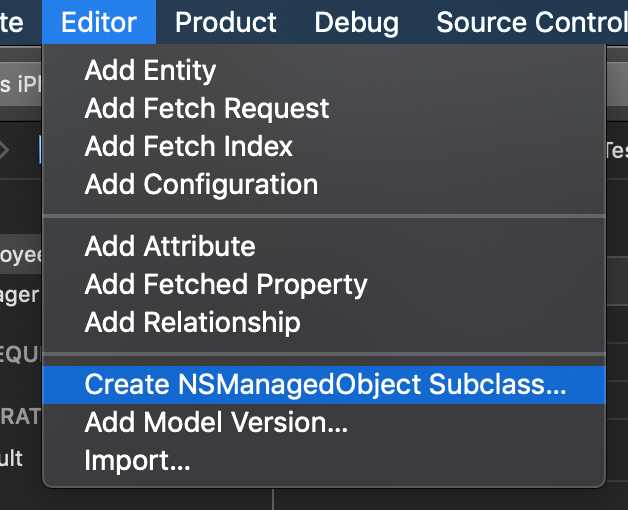 te Editor Product Debug Source Control
s iPh
Add Entity
Add Fetch Request
Add Fetch Index
Tes
Add Configuration
Add Attribute
oyee
Add Fetched Property
ager
Add Relationship
EQU
Create NSManagedObject Subclass...
RAT
Add Model Version...
ult
Import...